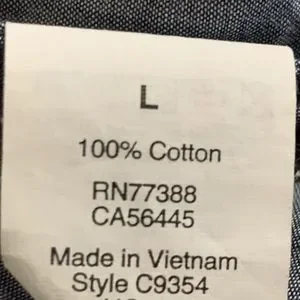 L
100% Cotton
RN77388
CA56445
Made in Vietnam
Style C9354